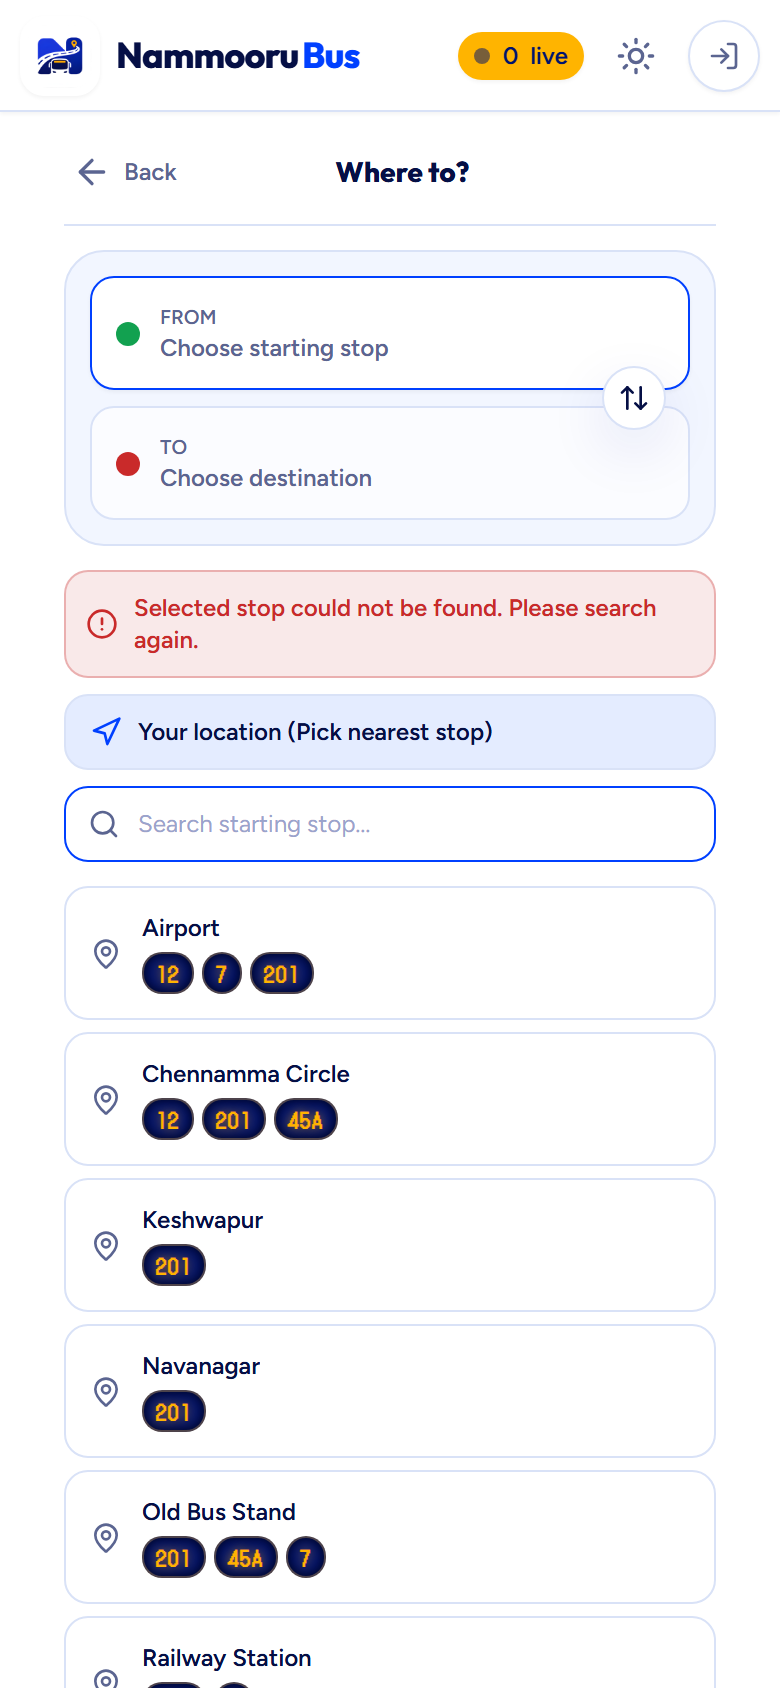 Nammooru Bus
0 live
Back
Where to?
FROM
Choose starting stop
TO
Choose destination
Selected stop could not be found. Please search
again.
Your location (Pick nearest stop)
Search starting stop...
Airport
12 7 201
Chennamma Circle
12 201 45A
Keshwapur
201
Navanagar
201
Old Bus Stand
201 45A 7
Railway Station